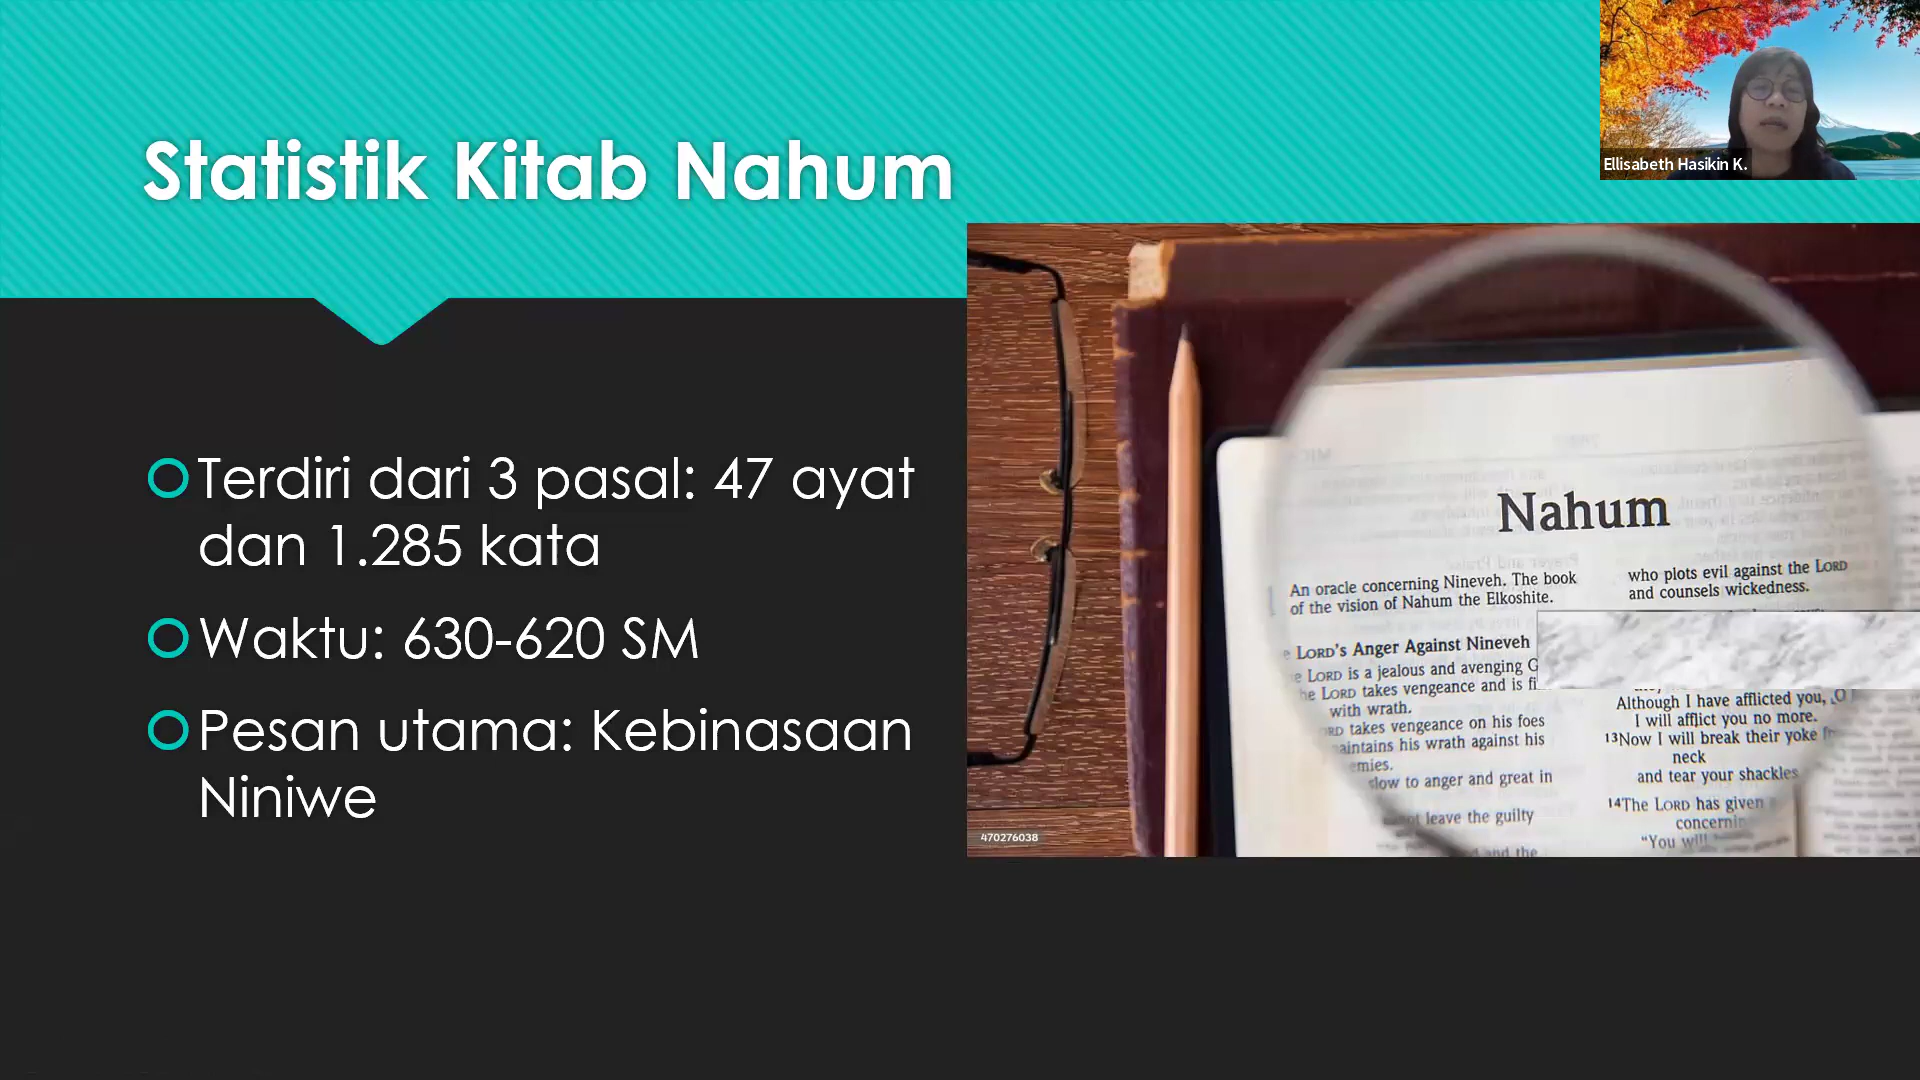 Statistik Kitab Nahum
Ellisabeth Hasikin K.
Terdiri dari 3 pasal: 47 ayat
dan 1.285 kata
Waktu: 630-620 SM
Pesan utama: Kebinasaan
Niniwe
Nahum
An oracle concerning Nineveh. The book
of the vision of Nahum the Elkoshite.
LORD's Anger Against Nineveh
LORD is a jealous and avenging
LORD takes vengeance and is
with wrath.
takes vengeance on his foes
his wrath against his
slow to anger and great in
leave the guilty
and the
who plots evil against the LORD
and counsels wickedness.
Although I have afflicted you, O
I will afflict you no more.
13Now I will break their yoke
neck
and tear your shackles
14The LORD has given
"You will
470276038